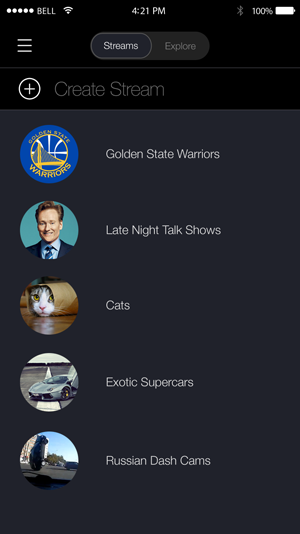 BELL 4:21 PM 100%
Streams Explore
Create Stream
GOLDEN STATE
WARRIORS
Golden State Warriors
Late Night Talk Shows
Cats
Exotic Supercars
Russian Dash Cams